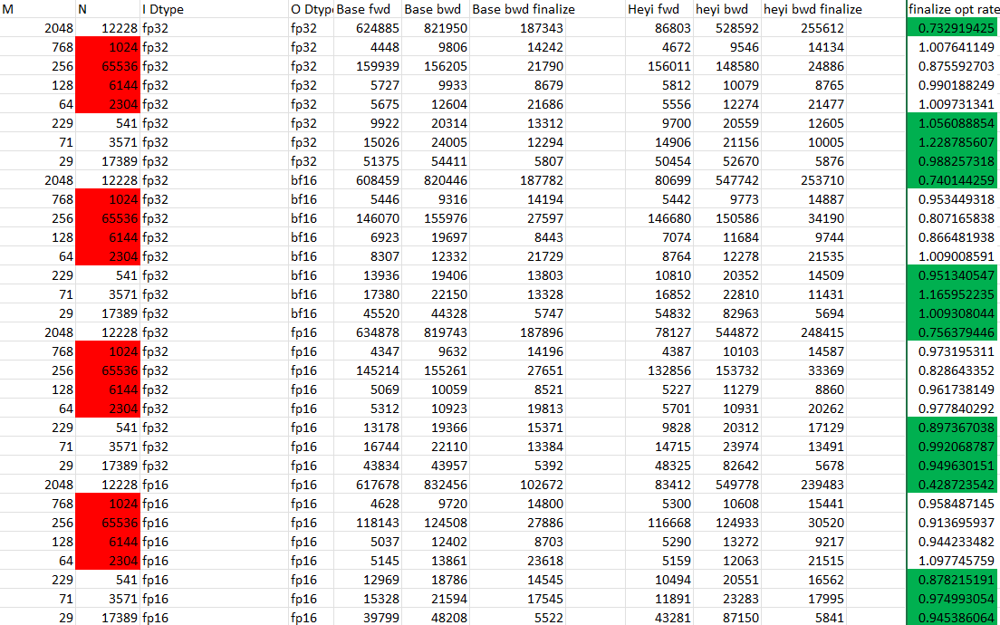 M N I Dtype O Dtyp Base fwd Base bwd Base bwd finalize Heyi fwd heyi bwd heyi bwd finalize finalize opt rate
2048 12228 fp32 fp32 624885 821950 187343 86803 528592 255612 0.732919425
768 1024 fp32 fp32 4448 9806 14242 4672 9546 14134 1.007641149
256 65536 fp32 fp32 159939 156205 21790 156011 148580 24886 0.875592703
128 6144 fp32 fp32 5727 9933 8679 5812 10079 8765 0.990188249
64 2304 fp32 fp32 5675 12604 21686 5556 12274 21477 1.009731341
229 541 fp32 fp32 9922 20314 13312 9700 20559 12605 1.056088854
71 3571 fp32 fp32 15026 24005 12294 14906 21156 10005 1.228785607
29 17389 fp32 fp32 51375 54411 5807 50454 52670 5876 0.988257318
2048 12228 fp32 bf16 608459 820446 187782 80699 547742 253710 0.740144259
768 1024 fp32 bf16 5446 9316 14194 5442 9773 14887 0.953449318
256 65536 fp32 bf16 146070 155976 27597 146680 150586 34190 0.807165838
128 6144 fp32 bf16 6923 19697 8443 7074 11684 9744 0.866481938
64 2304 fp32 bf16 8307 12332 21729 8764 12278 21535 1.009008591
229 541 fp32 bf16 13936 19406 13803 10810 20352 14509 0.951340547
71 3571 fp32 bf16 17380 22150 13328 16852 22810 11431 1.165952235
29 17389 fp32 bf16 45520 44328 5747 54832 82963 5694 1.009308044
2048 12228 fp32 fp16 634878 819743 187896 78127 544872 248415 0.756379446
768 1024 fp32 fp16 4347 9632 14196 4387 10103 14587 0.973195311
256 65536 fp32 fp16 145214 155261 27651 132856 153732 33369 0.828643352
128 6144 fp32 fp16 5069 10059 8521 5227 11279 8860 0.961738149
64 2304 fp32 fp16 5312 10923 19813 5701 10931 20262 0.977840292
229 541 fp32 fp16 13178 19366 15371 9828 20312 17129 0.897367038
71 3571 fp32 fp16 16744 22110 13384 14715 23974 13491 0.992068787
29 17389 fp32 fp16 43834 43957 5392 48325 82642 5678 0.949630151
2048 12228 fp16 fp16 617678 832456 102672 83412 549778 239483 0.428723542
768 1024 fp16 fp16 4628 9720 14800 5300 10608 15441 0.958487145
256 65536 fp16 fp16 118143 124508 27886 116668 124933 30520 0.913695937
128 6144 fp16 fp16 5037 12402 8703 5290 13272 9217 0.944233482
64 2304 fp16 fp16 5145 13861 23618 5159 12063 21515 1.097745759
229 541 fp16 fp16 12969 18786 14545 10494 20551 16562 0.878215191
71 3571 fp16 fp16 15328 21594 17545 11891 23283 17995 0.974993054
29 17389 fp16 fp16 39799 48208 5522 43281 87150 5841 0.945386064